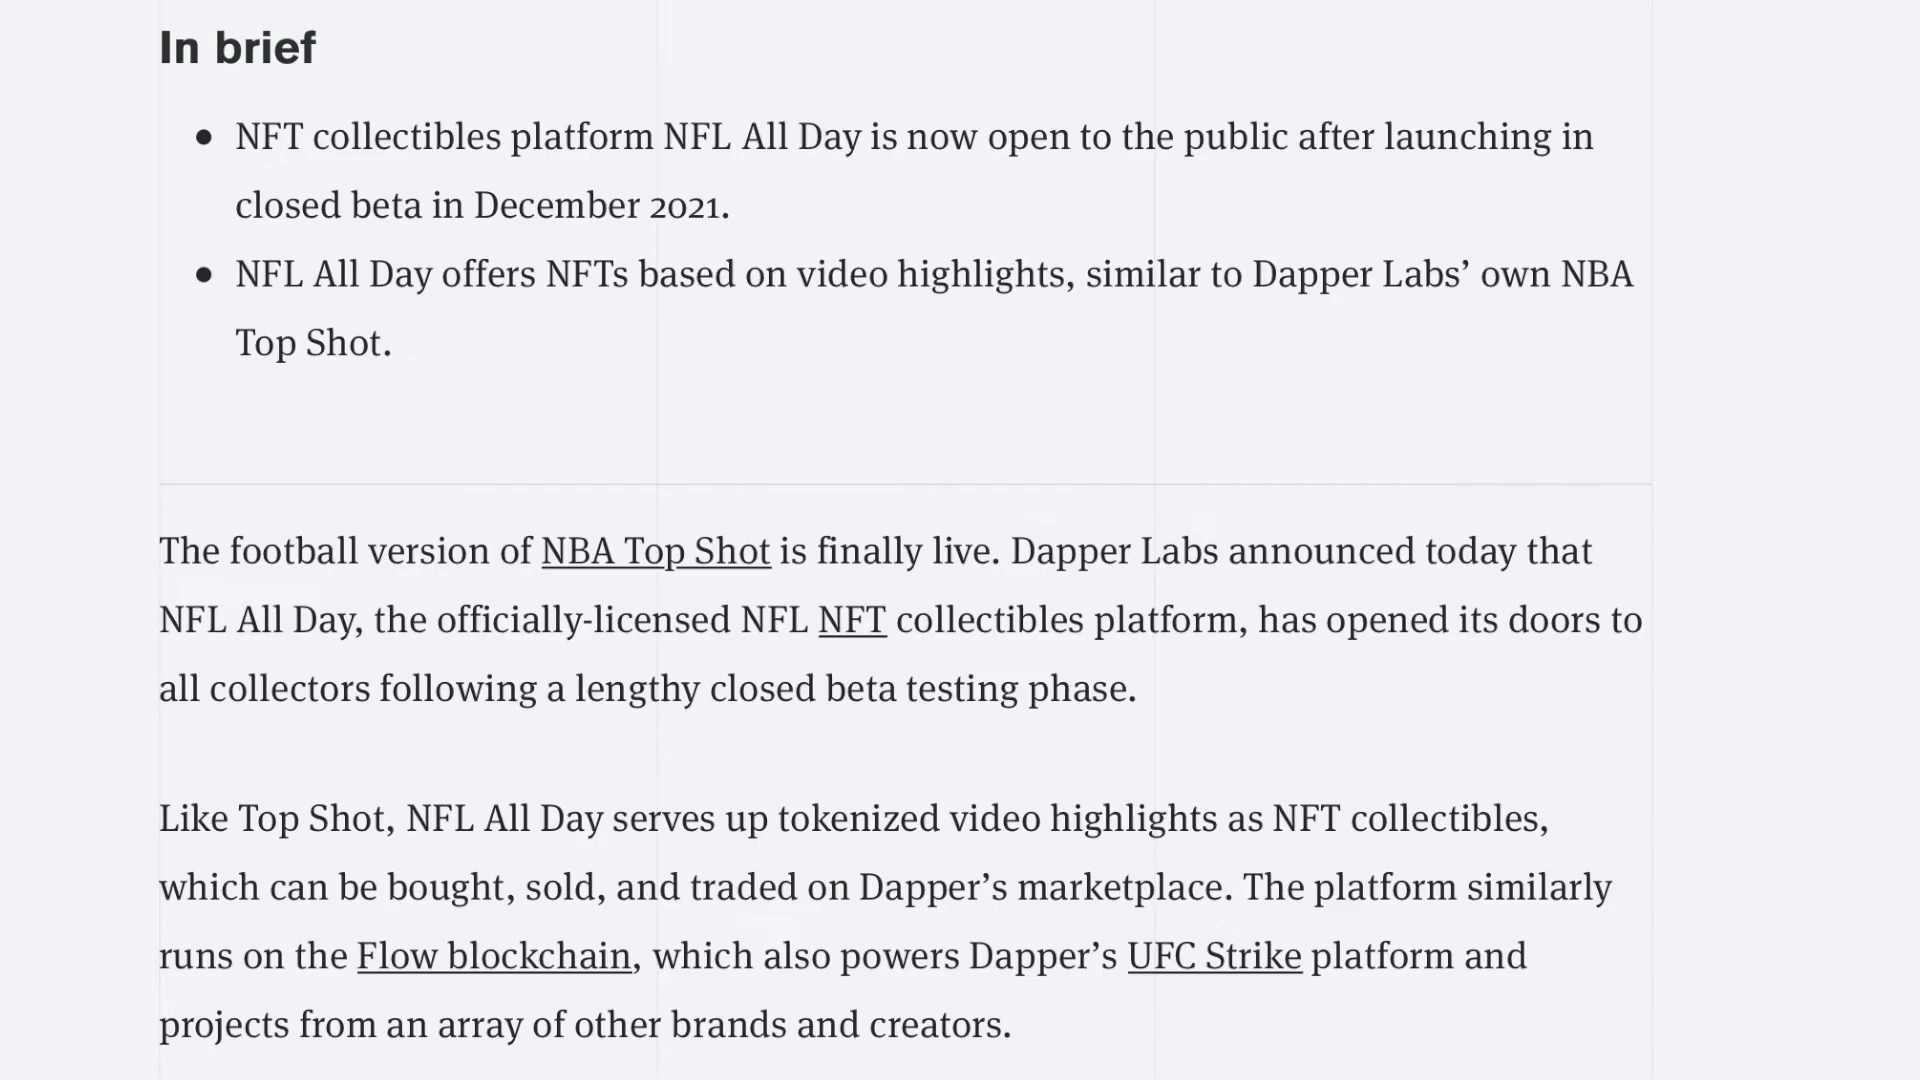 In brief
• NFT collectibles platform NFL All Day is now open to the public after launching in
closed beta in December 2021.
• NFL All Day offers NFTs based on video highlights, similar to Dapper Labs’ own NBA
Top Shot.
The football version of NBA Top Shot is finally live. Dapper Labs announced today that
NFL All Day, the officially-licensed NFL NFT collectibles platform, has opened its doors to
all collectors following a lengthy closed beta testing phase.
Like Top Shot, NFL All Day serves up tokenized video highlights as NFT collectibles,
which can be bought, sold, and traded on Dapper’s marketplace. The platform similarly
runs on the Flow blockchain, which also powers Dapper’s UFC Strike platform and
projects from an array of other brands and creators.